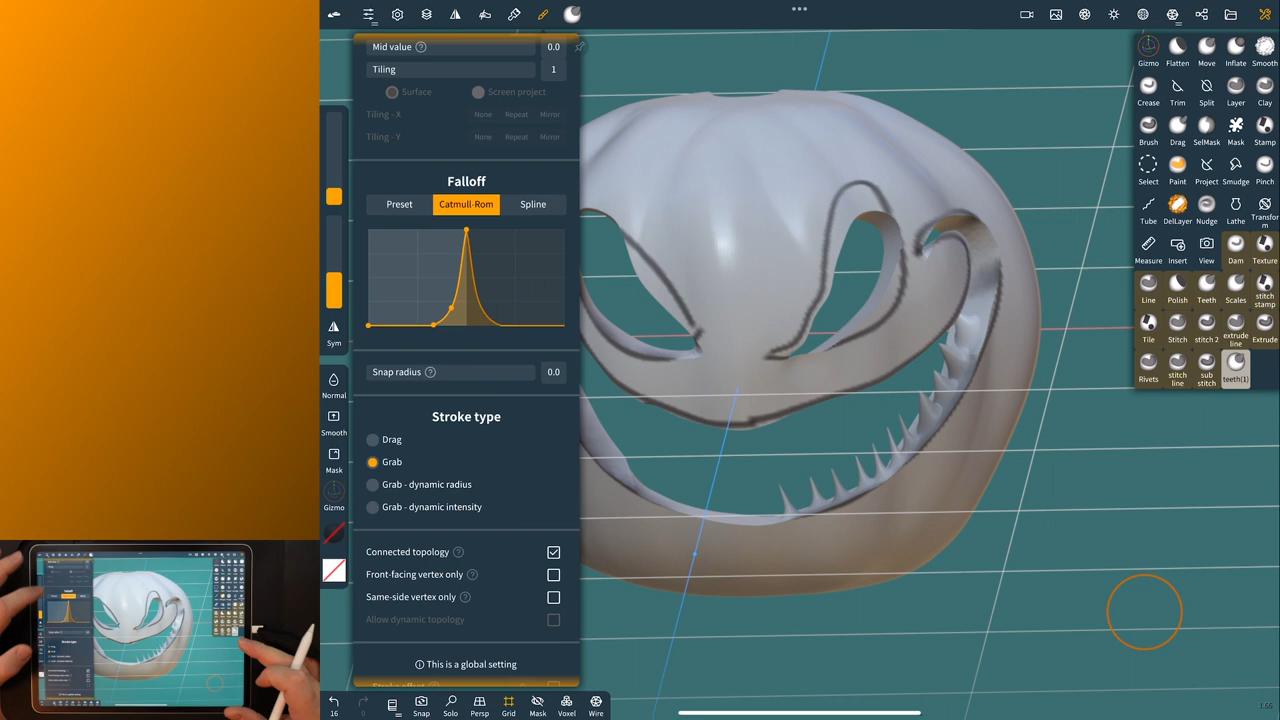 Mid value ? 0.0
Tiling 1
Surface Screen project
Tiling - X None Repeat Mirror
Tiling - Y None Repeat Mirror
Falloff
Preset Catmull-Rom Spline
Snap radius ? 0.0
Stroke type
Drag
Grab
Grab - dynamic radius
Grab - dynamic intensity
Connected topology ?
Front-facing vertex only ?
Same-side vertex only ?
Allow dynamic topology
This is a global setting
Sym
Normal
Smooth
Mask
Gizmo
16 0 Snap Solo Persp Grid Mask Voxel Wire
Gizmo Flatten Move Inflate Smooth
Crease Trim Split Layer Clay
Brush Drag SelMask Mask Stamp
Select Paint Project Smudge Pinch
Tube DelLayer Nudge Lathe Transfor
m
Measure Insert View Dam Texture
Line Polish Teeth Scales stitch
stamp
Tile Stitch stitch 2 extrude
line Extrude
Rivets stitch
line sub
stitch teeth(1)